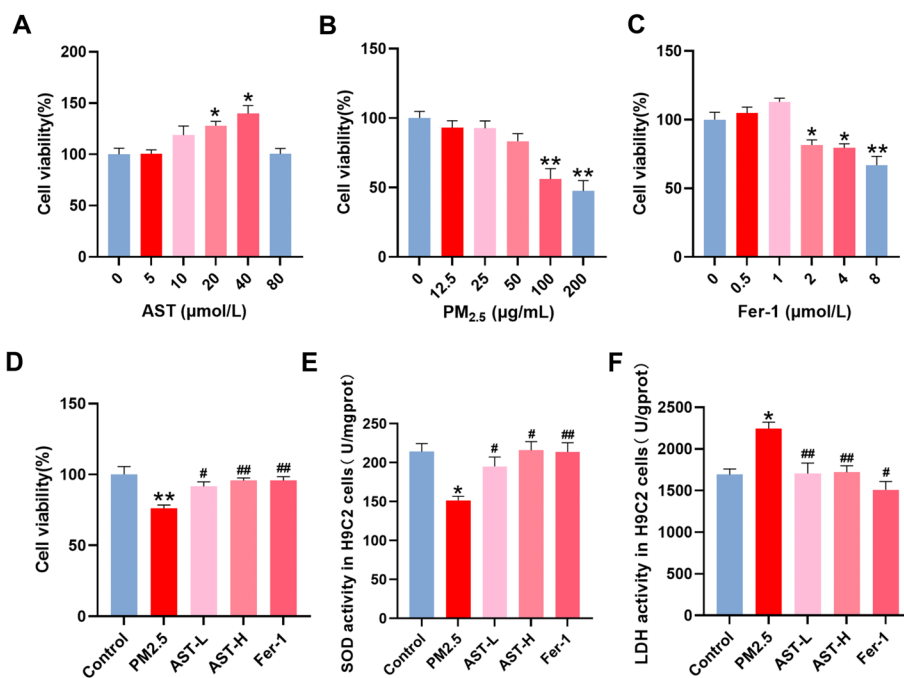 A
Cell viability(%)
200
150
100
50
0
*
*
0
5
10
20
40
80
AST (µmol/L)
B
Cell viability(%)
150
100
50
0
**
**
0
12.5
25
50
100
200
PM2.5 (µg/mL)
C
Cell viability(%)
150
100
50
0
*
*
**
0
0.5
1
2
4
8
Fer-1 (µmol/L)
D
Cell viability(%)
150
100
50
0
**
#
##
##
Control
PM2.5
AST-L
AST-H
Fer-1
E
SOD activity in H9C2 cells( U/mgprot)
250
200
150
100
50
0
*
#
#
##
Control
PM2.5
AST-L
AST-H
Fer-1
F
LDH activity in H9C2 cells( U/gprot)
2500
2250
2000
1750
1500
1000
500
0
*
##
##
#
Control
PM2.5
AST-L
AST-H
Fer-1